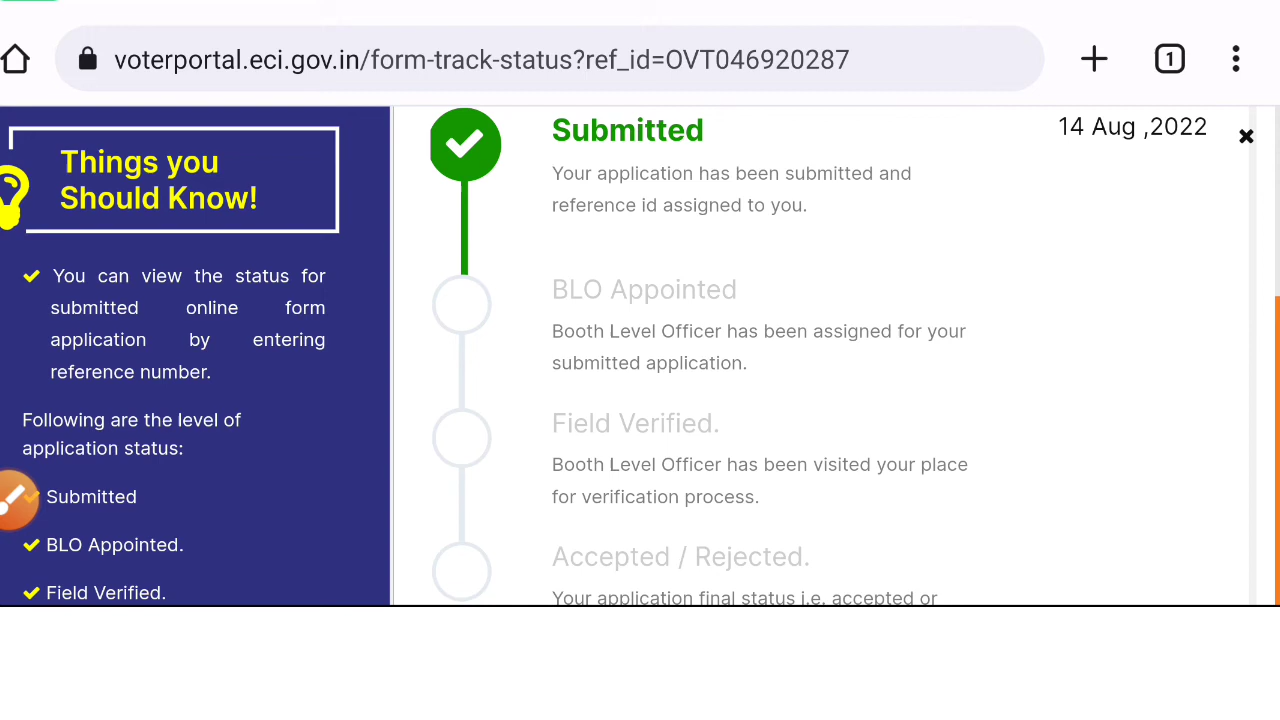 voterportal.eci.gov.in/form-track-status?ref_id=OVT046920287
1
Things you
Should Know!
You can view the status for
submitted online form
application by entering
reference number.
Following are the level of
application status:
Submitted
BLO Appointed.
Field Verified.
Submitted
14 Aug ,2022
Your application has been submitted and
reference id assigned to you.
BLO Appointed
Booth Level Officer has been assigned for your
submitted application.
Field Verified.
Booth Level Officer has been visited your place
for verification process.
Accepted / Rejected.
Your application final status i.e. accepted or